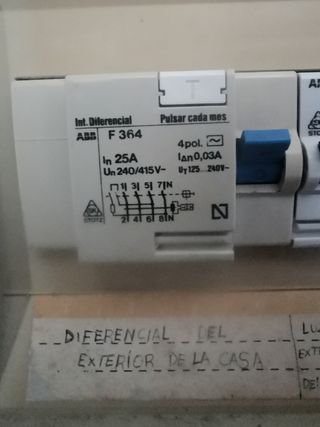 T
Int. Diferencial Pulsar cada mes
ABB F 364
4pol.
In 25A I∆n 0,03A
Un 240/415V~ UT 125...240V~
1 3 5 7 N
2 4 6 8 N
STOTZ
N
DIFERENCIAL DEL
EXTERIOR DE LA CASA